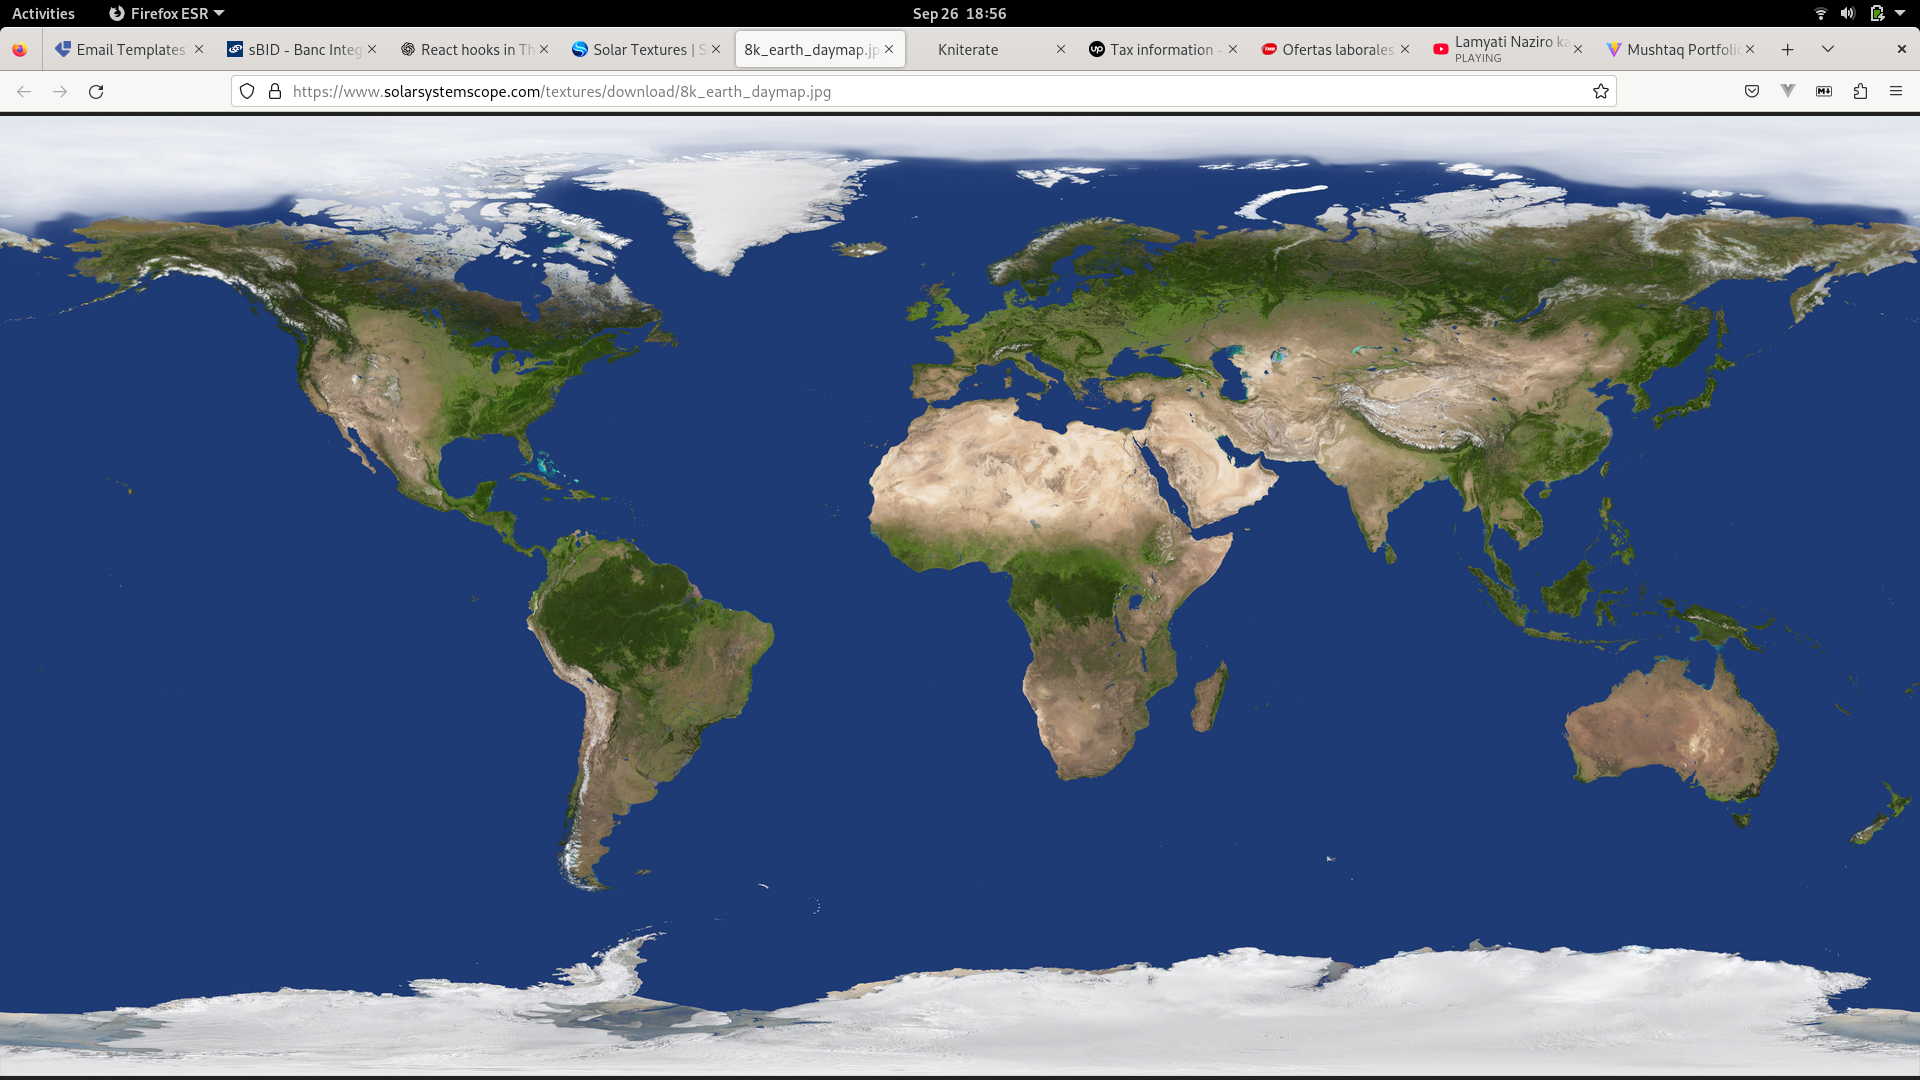 Activities
Firefox ESR
Sep 26 18:56
Email Templates
sBID - Banc Integ
React hooks in Th
Solar Textures | S
8k_earth_daymap.jp
Kniterate
up
Tax information -
Ofertas laborales
Lamyati Naziro ka
PLAYING
Mushtaq Portfolio
https://www.solarsystemscope.com/textures/download/8k_earth_daymap.jpg